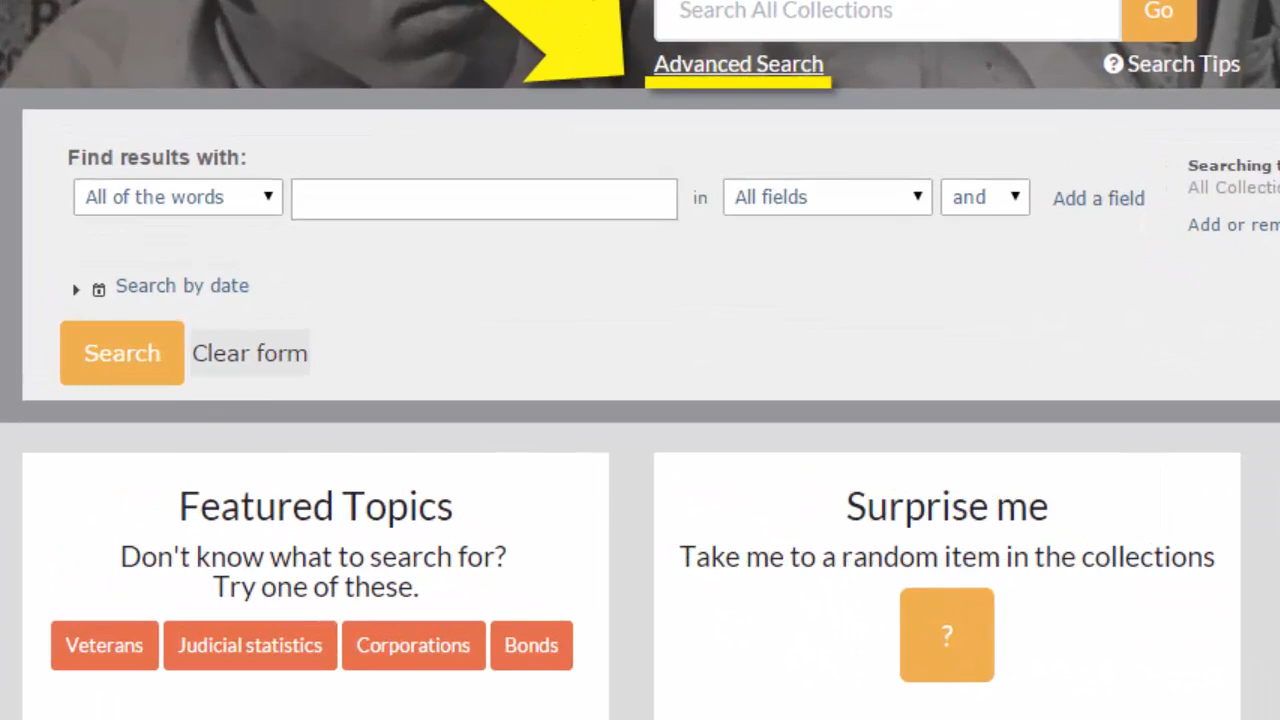 Search All Collections Go
Advanced Search Search Tips
Find results with:
Searching
All of the words in All fields and Add a field
All
Add or
Search by date
Search Clear form
Featured Topics
Don't know what to search for?
Try one of these.
Veterans Judicial statistics Corporations Bonds
Surprise me
Take me to a random item in the collections
?